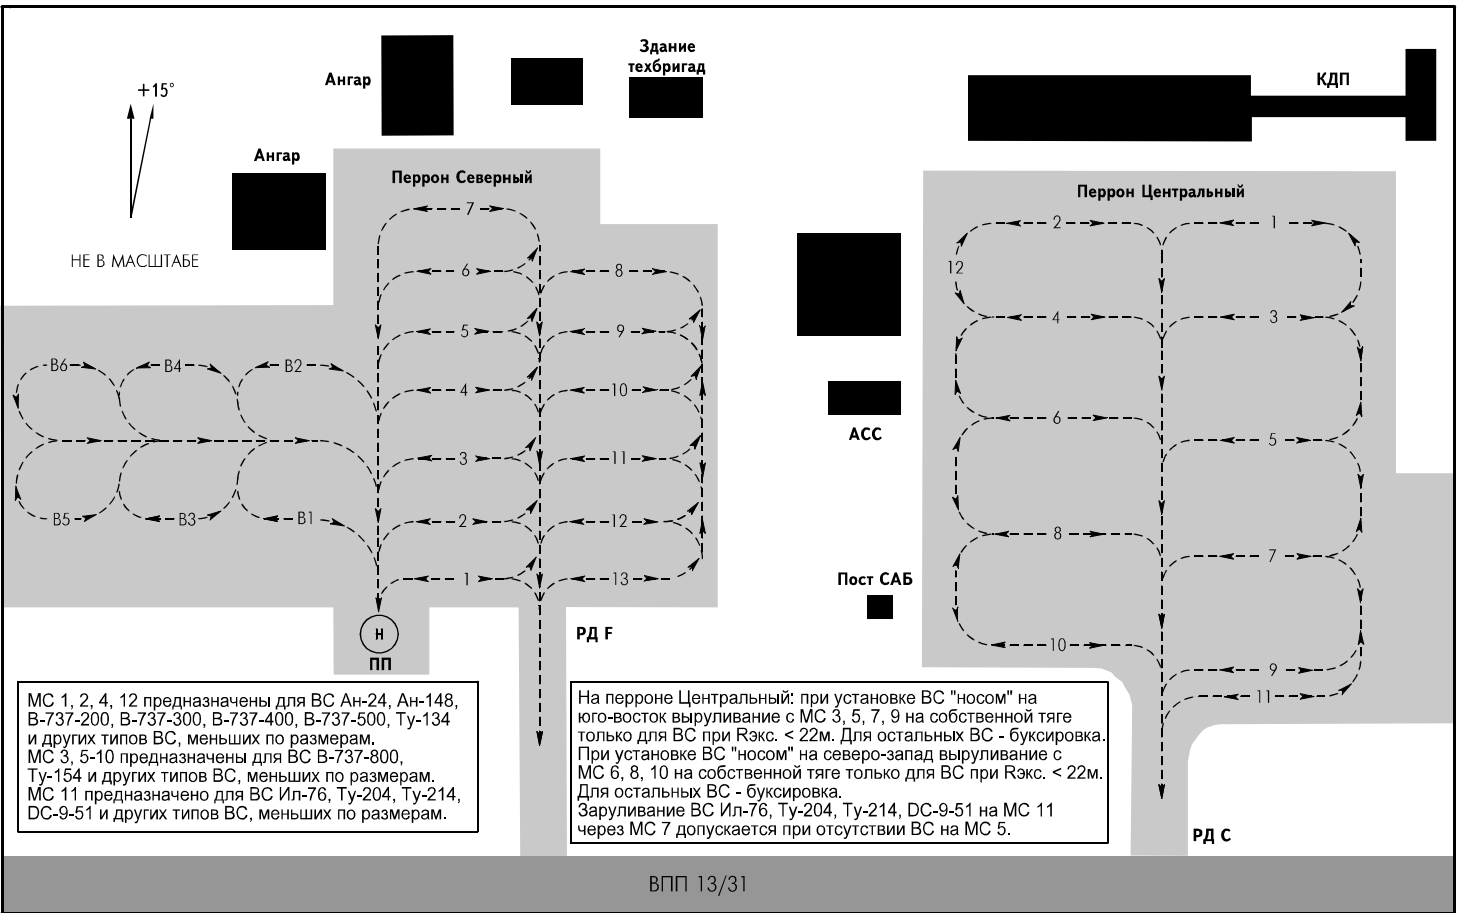 Здание
техбригад
Ангар
КДП
+15°
Ангар
НЕ В МАСШТАБЕ
Перрон Северный
7
6
8
5
9
4
10
3
11
2
12
1
13
В6
В4
В2
В5
В3
В1
Н
ПП
РД F
АСС
Пост САБ
Перрон Центральный
2
1
12
4
3
6
5
8
7
10
9
11
МС 1, 2, 4, 12 предназначены для ВС Ан-24, Ан-148,
В-737-200, В-737-300, В-737-400, В-737-500, Ту-134
и других типов ВС, меньших по размерам.
МС 3, 5-10 предназначены для ВС В-737-800,
Ту-154 и других типов ВС, меньших по размерам.
МС 11 предназначено для ВС Ил-76, Ту-204, Ту-214,
DC-9-51 и других типов ВС, меньших по размерам.
На перроне Центральный: при установке ВС "носом" на
юго-восток выруливание с МС 3, 5, 7, 9 на собственной тяге
только для ВС при Rэкс. < 22м. Для остальных ВС - буксировка.
При установке ВС "носом" на северо-запад выруливание с
МС 6, 8, 10 на собственной тяге только для ВС при Rэкс. < 22м.
Для остальных ВС - буксировка.
Заруливание ВС Ил-76, Ту-204, Ту-214, DC-9-51 на МС 11
через МС 7 допускается при отсутствии ВС на МС 5.
РД С
ВПП 13/31